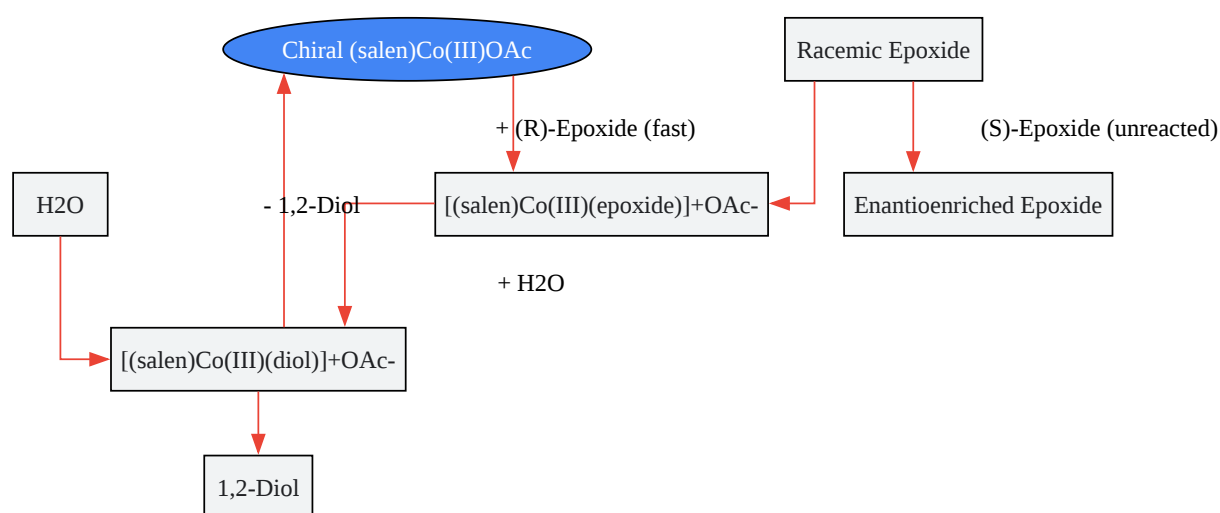 Chiral (salen)Co(III)OAc
Racemic Epoxide
+ (R)-Epoxide (fast)
(S)-Epoxide (unreacted)
H2O
- 1,2-Diol
[(salen)Co(III)(epoxide)]+OAc-
Enantioenriched Epoxide
+ H2O
[(salen)Co(III)(diol)]+OAc-
1,2-Diol